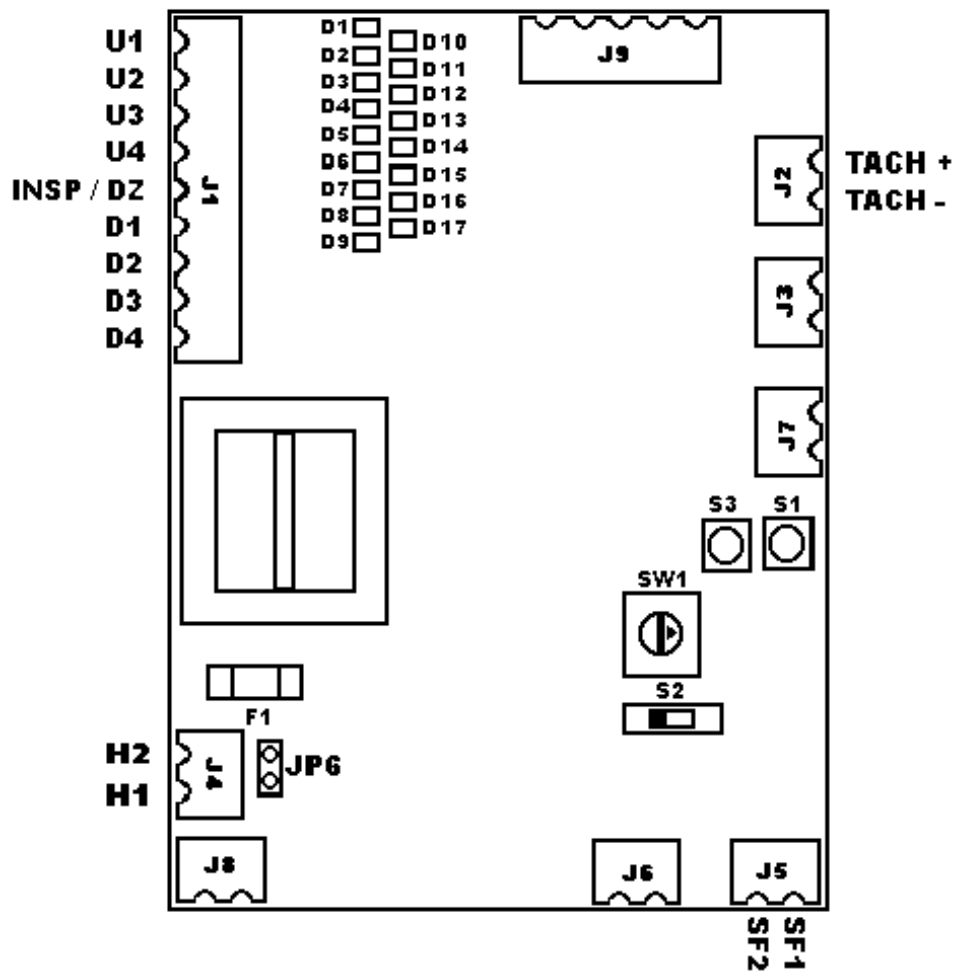 U1
U2
U3
U4
INSP / DZ
D1
D2
D3
D4
J1
D1
D2
D3
D4
D5
D6
D7
D8
D9
D10
D11
D12
D13
D14
D15
D16
D17
J9
J2
TACH +
TACH -
J3
J7
S3
S1
SW1
S2
F1
H2
H1
J4
JP6
J8
J6
J5
SF2
SF1